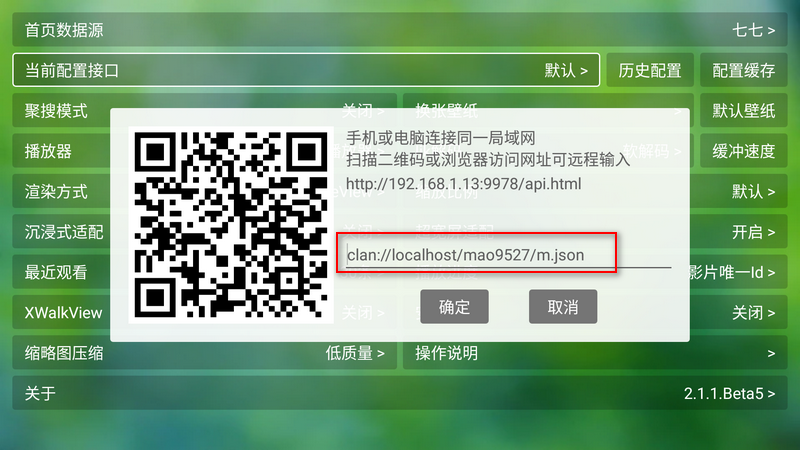 首页数据源 七七 >
当前配置接口 默认 > 历史配置 配置缓存
聚搜模式 关闭 > 换张壁纸 > 默认壁纸
手机或电脑连接同一局域网
播放器 软解码 > 缓冲速度
扫描二维码或浏览器访问网址可远程输入
http://192.168.1.13:9978/api.html
渲染方式 缩放比例 默认 >
沉浸式适配 关闭 开启 >
clan://localhost/mao9527/m.json
最近观看 影片唯一Id >
确定 取消
XWalkView 关闭 > 关闭 >
缩略图压缩 低质量 > 操作说明 >
关于 2.1.1.Beta5 >